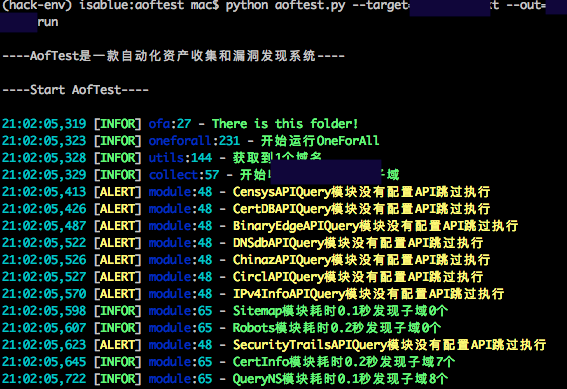 (hack-env) isablue:aoftest mac$ python aoftest.py --target --out=
run
----AofTest是一款自动化资产收集和漏洞发现系统----
----Start AofTest----
21:02:05,319 [INFOR] ofa:27 - There is this folder!
21:02:05,323 [INFOR] oneforall:231 - 开始运行OneForAll
21:02:05,328 [INFOR] utils:144 - 获取到1个域名
21:02:05,329 [INFOR] collect:57 - 开始 子域
21:02:05,413 [ALERT] module:48 - CensysAPIQuery模块没有配置API跳过执行
21:02:05,426 [ALERT] module:48 - CertDBAPIQuery模块没有配置API跳过执行
21:02:05,487 [ALERT] module:48 - BinaryEdgeAPIQuery模块没有配置API跳过执行
21:02:05,522 [ALERT] module:48 - DNSdbAPIQuery模块没有配置API跳过执行
21:02:05,526 [ALERT] module:48 - ChinazAPIQuery模块没有配置API跳过执行
21:02:05,527 [ALERT] module:48 - CirclAPIQuery模块没有配置API跳过执行
21:02:05,570 [ALERT] module:48 - IPv4InfoAPIQuery模块没有配置API跳过执行
21:02:05,598 [INFOR] module:65 - Sitemap模块耗时0.1秒发现子域0个
21:02:05,608 [INFOR] module:65 - Robots模块耗时0.2秒发现子域0个
21:02:05,623 [ALERT] module:48 - SecurityTrailsAPIQuery模块没有配置API跳过执行
21:02:05,645 [INFOR] module:65 - CertInfo模块耗时0.2秒发现子域7个
21:02:05,722 [INFOR] module:65 - QueryNS模块耗时0.1秒发现子域8个